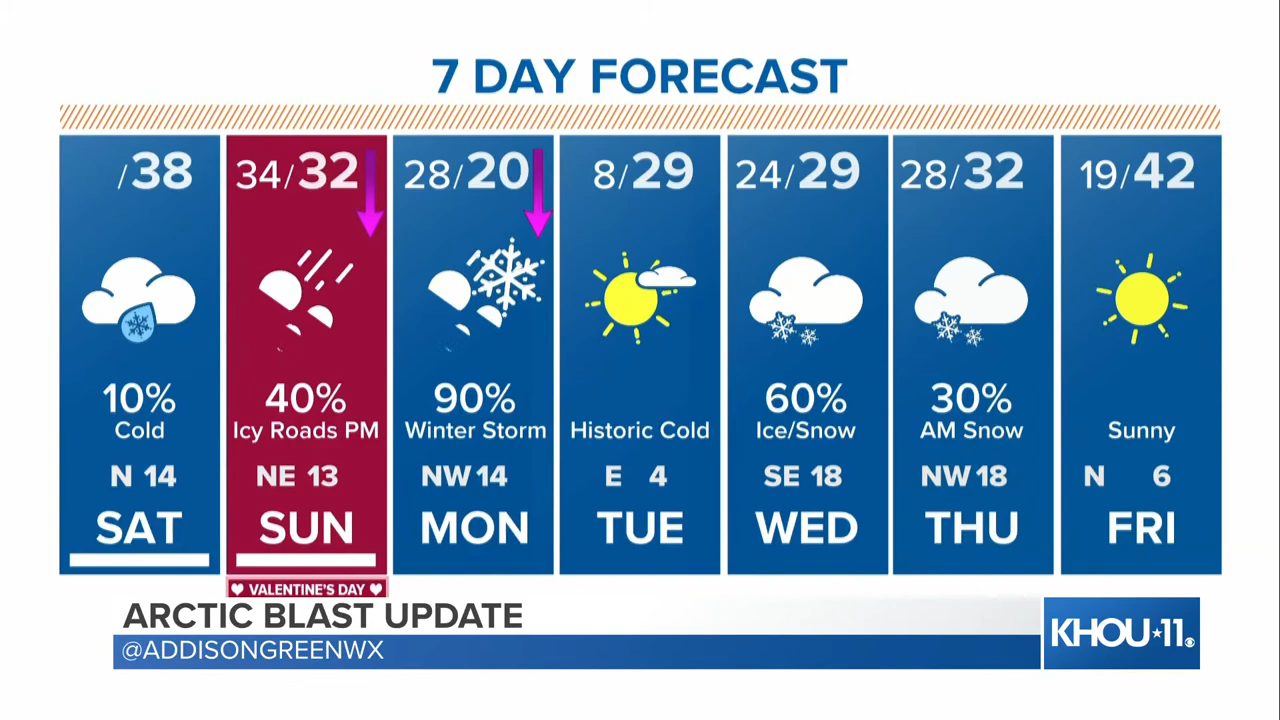 7 DAY FORECAST
/38
34/32
28/20
8/29
24/29
28/32
19/42
10%
40%
90%
60%
30%
Cold
Icy Roads PM
Winter Storm
Historic Cold
Ice/Snow
AM Snow
Sunny
N 14
NE 13
NW 14
E 4
SE 18
NW 18
N 6
SAT
SUN
MON
TUE
WED
THU
FRI
VALENTINE'S DAY
ARCTIC BLAST UPDATE
@ADDISONGREENWX
KHOU★11